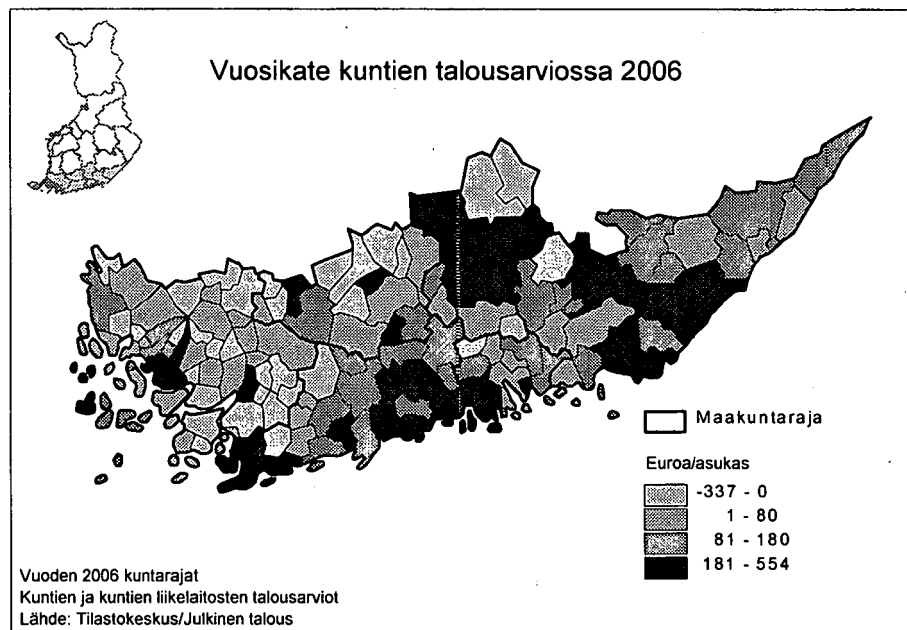 Vuosikate kuntien talousarviossa 2006
Maakuntaraja
Euroa/asukas
-337 - 0
1 - 80
81 - 180
181 - 554
Vuoden 2006 kuntarajat
Kuntien ja kuntien liikelaitosten talousarviot
Lähde: Tilastokeskus/Julkinen talous